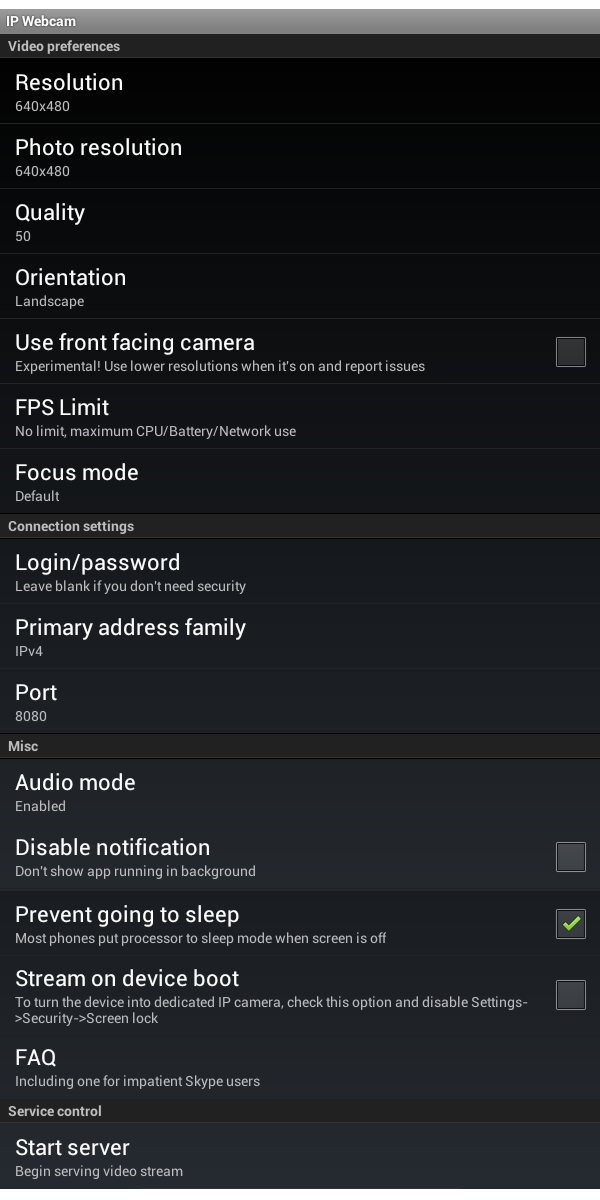 IP Webcam
Video preferences
Resolution
640x480
Photo resolution
640x480
Quality
50
Orientation
Landscape
Use front facing camera
Experimental! Use lower resolutions when it's on and report issues
FPS Limit
No limit, maximum CPU/Battery/Network use
Focus mode
Default
Connection settings
Login/password
Leave blank if you don't need security
Primary address family
IPv4
Port
8080
Misc
Audio mode
Enabled
Disable notification
Don't show app running in background
Prevent going to sleep
Most phones put processor to sleep mode when screen is off
Stream on device boot
To turn the device into dedicated IP camera, check this option and disable Settings-
>Security->Screen lock
FAQ
Including one for impatient Skype users
Service control
Start server
Begin serving video stream